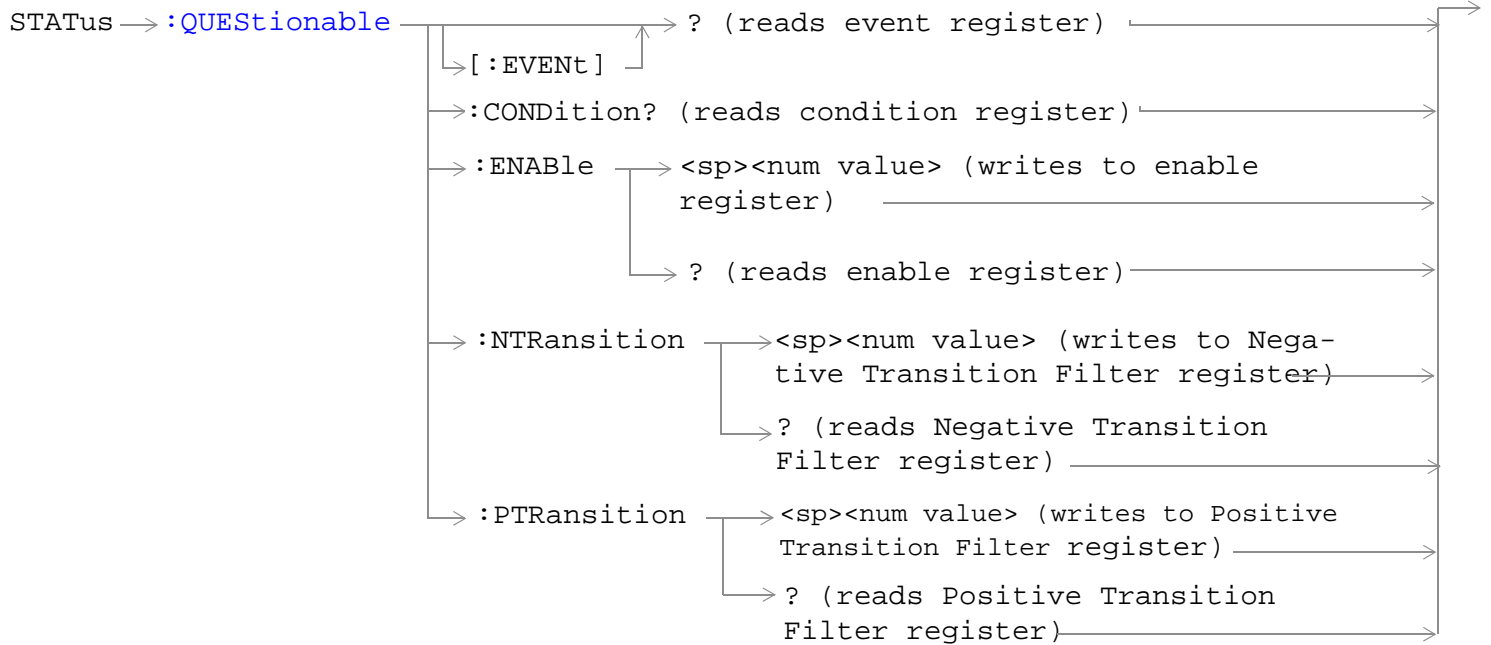 STATus :QUEStionable ? (reads event register)
[:EVENt]
:CONDition? (reads condition register)
:ENABle <sp><num value> (writes to enable
register)
? (reads enable register)
:NTRansition <sp><num value> (writes to Nega-
tive Transition Filter register)
? (reads Negative Transition
Filter register)
:PTRansition <sp><num value> (writes to Positive
Transition Filter register)
? (reads Positive Transition
Filter register)